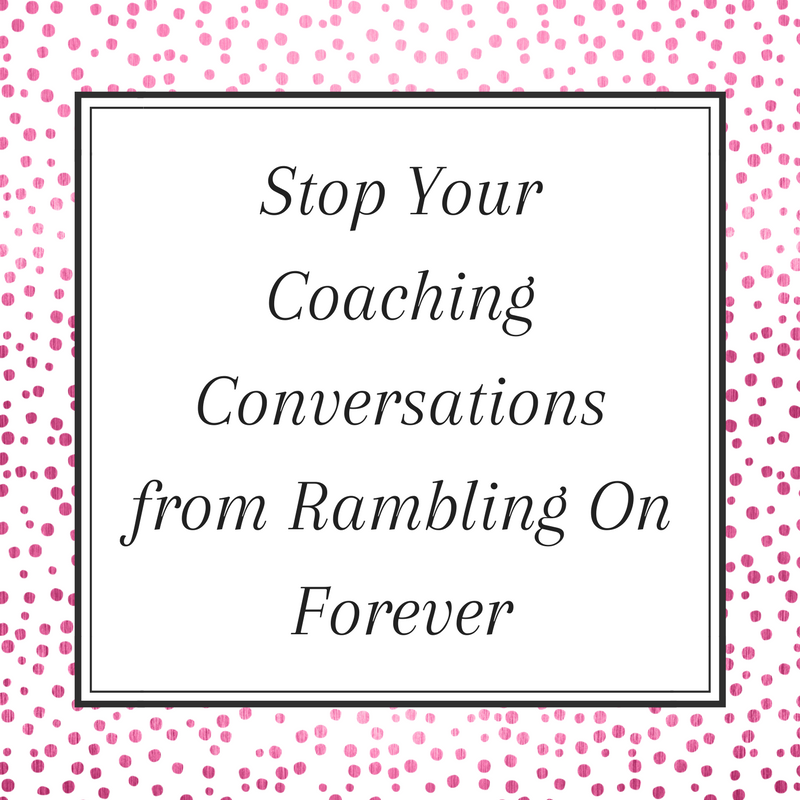 Stop Your
Coaching
Conversations
from Rambling On
Forever